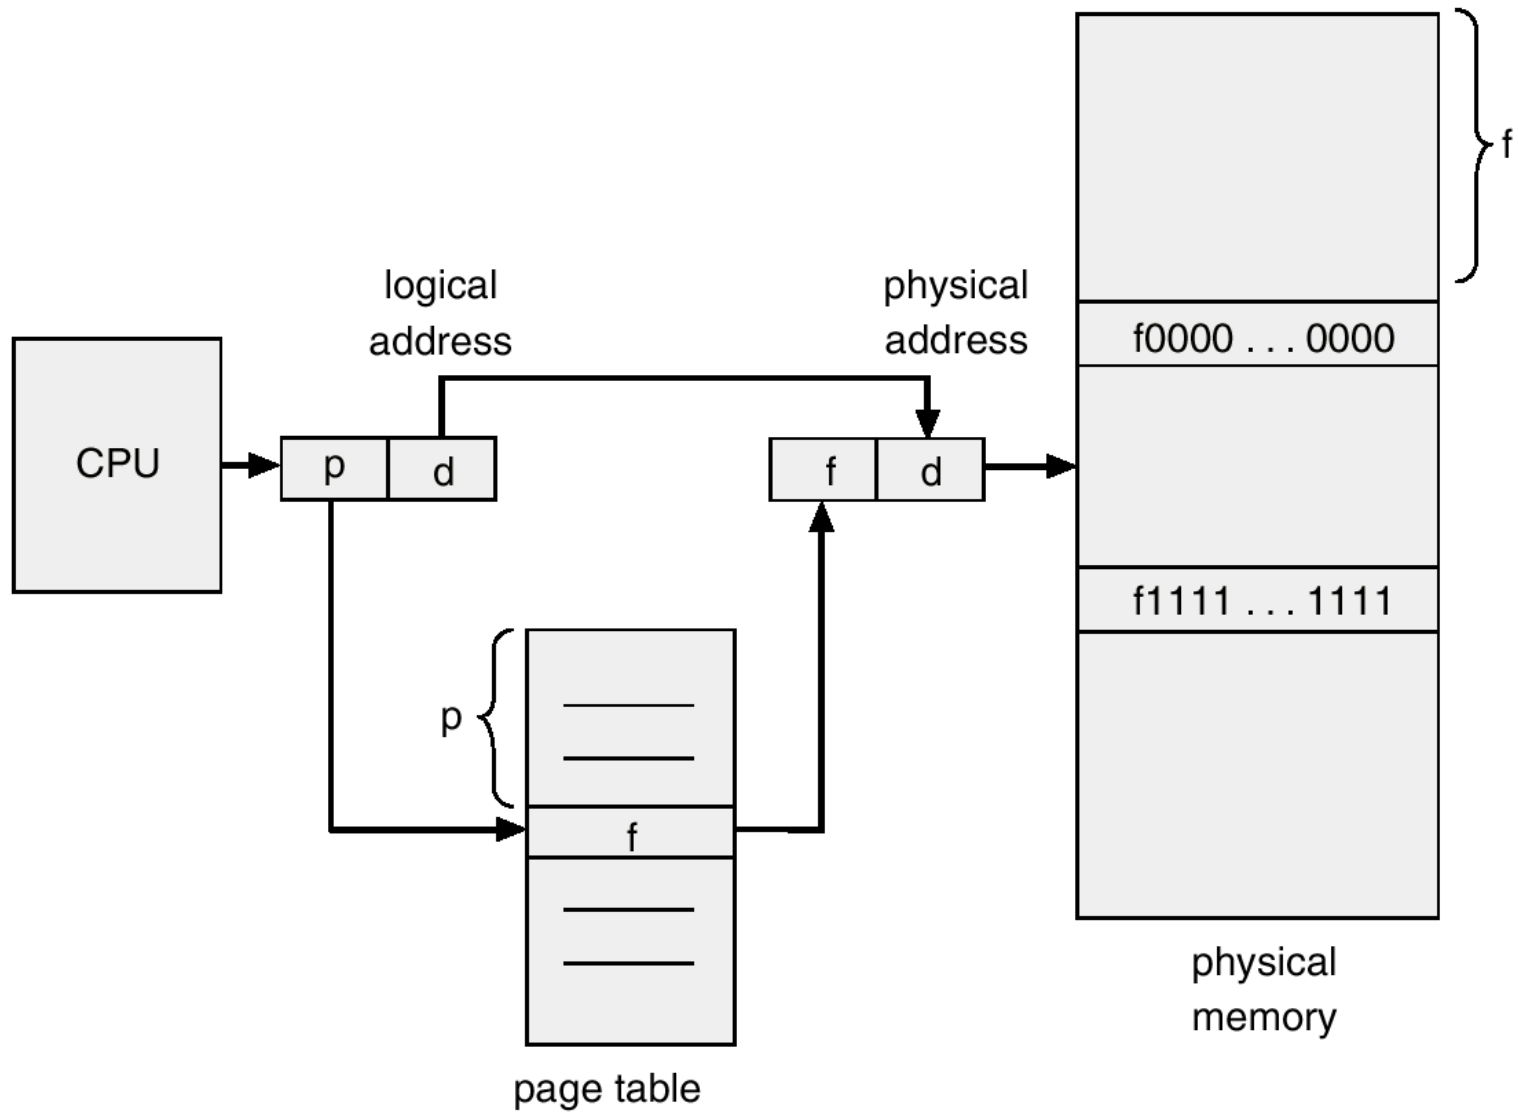 f
logical
address
physical
address
f0000 . . . 0000
CPU
p
d
f
d
f1111 . . . 1111
p
f
physical
memory
page table